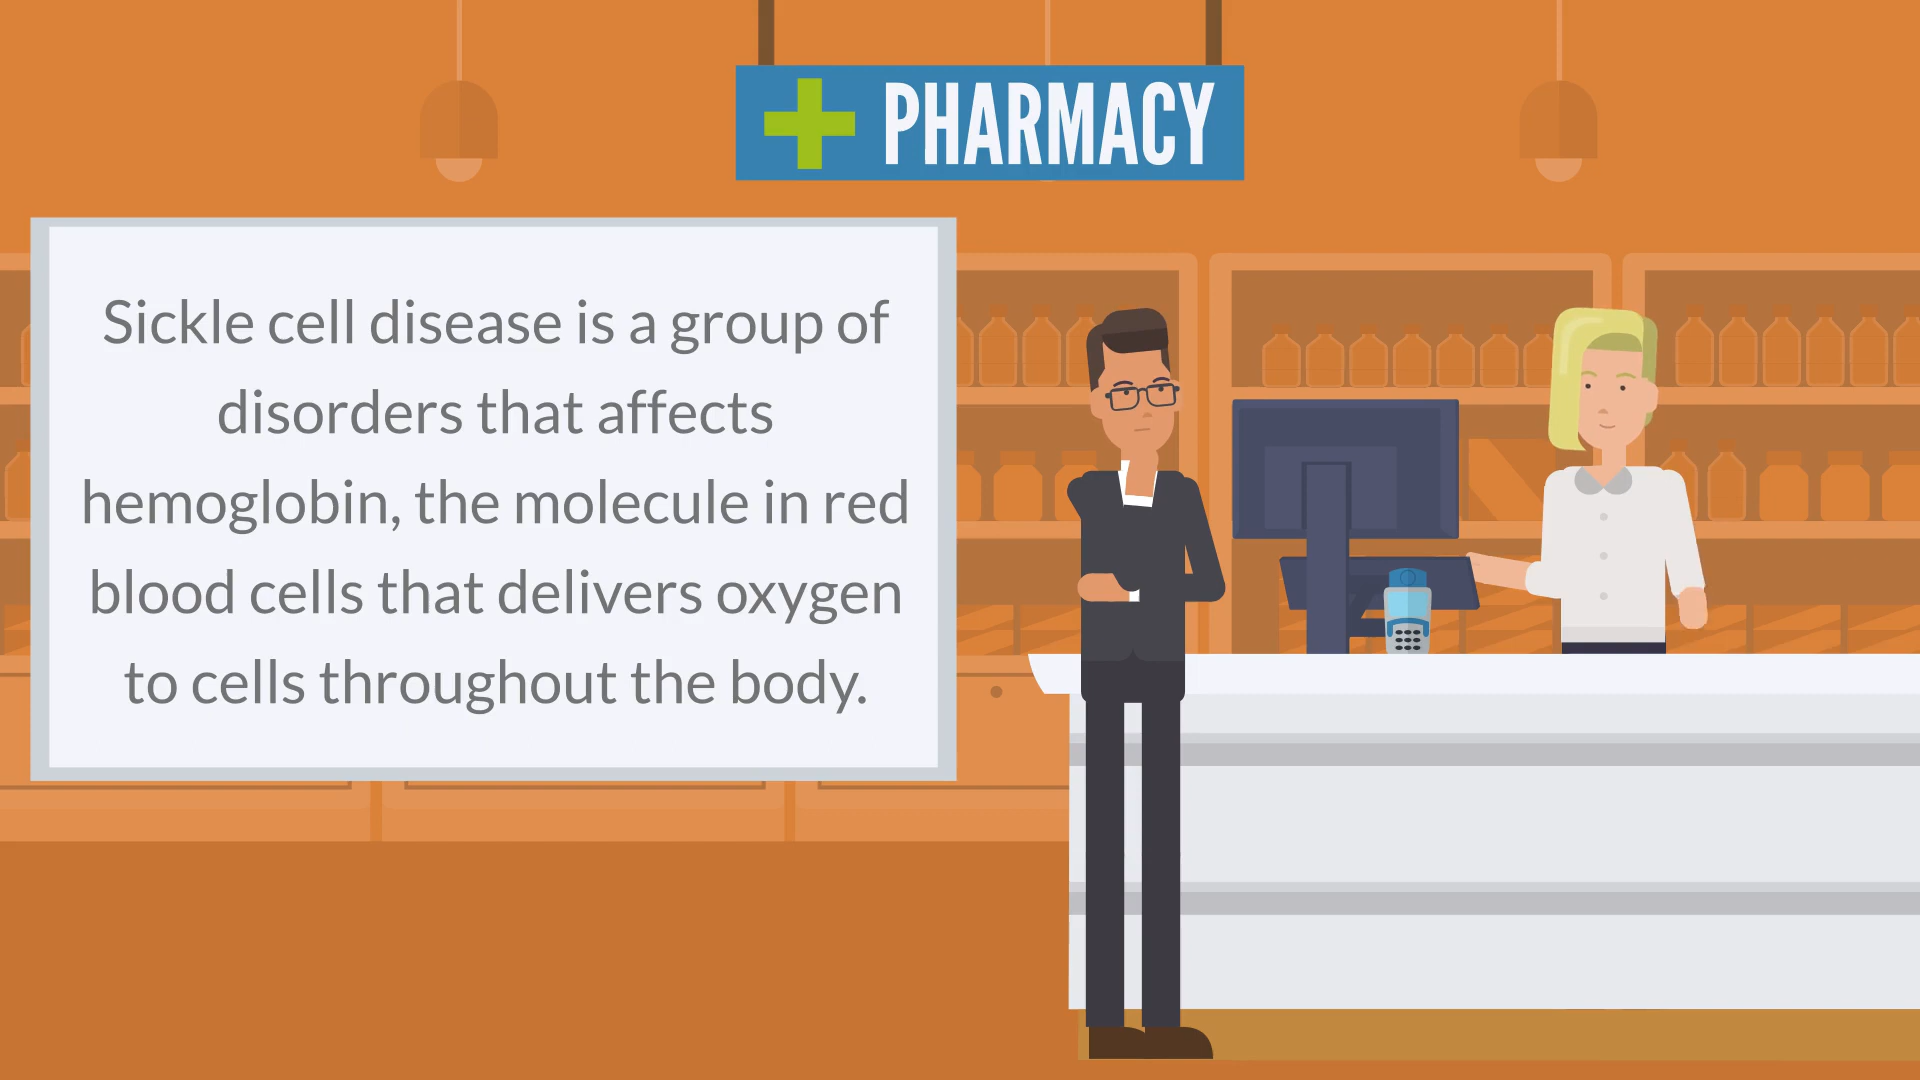 PHARMACY
Sickle cell disease is a group of
disorders that affects
hemoglobin, the molecule in red
blood cells that delivers oxygen
to cells throughout the body.